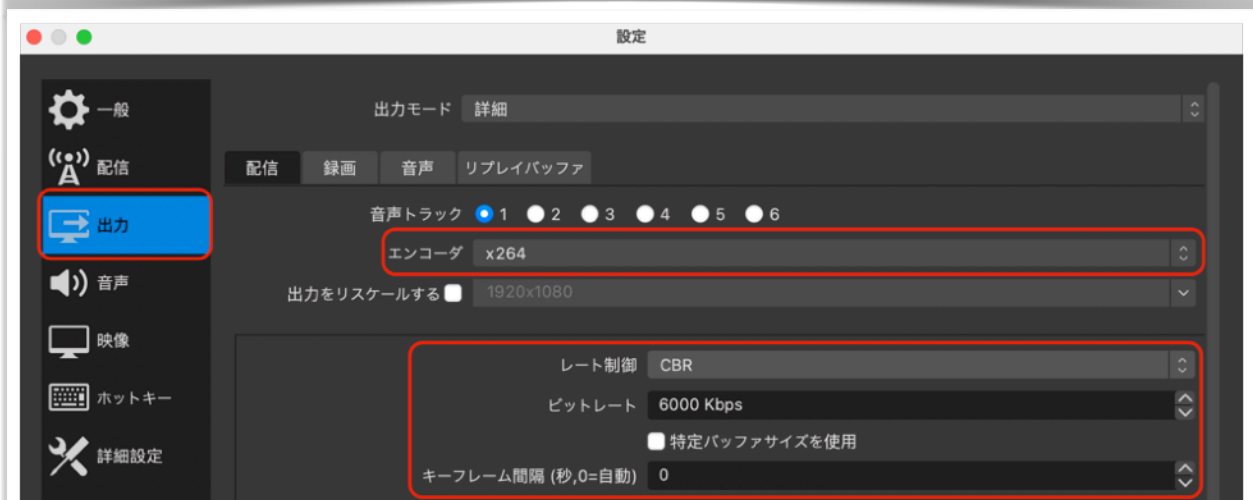 設定
一般
配信
出力
音声
映像
ホットキー
詳細設定
出力モード 詳細
配信 録画 音声 リプレイバッファ
音声トラック 1 2 3 4 5 6
エンコーダ x264
出力をリスケールする 1920x1080
レート制御 CBR
ビットレート 6000 Kbps
特定バッファサイズを使用
キーフレーム間隔 (秒,0=自動) 0